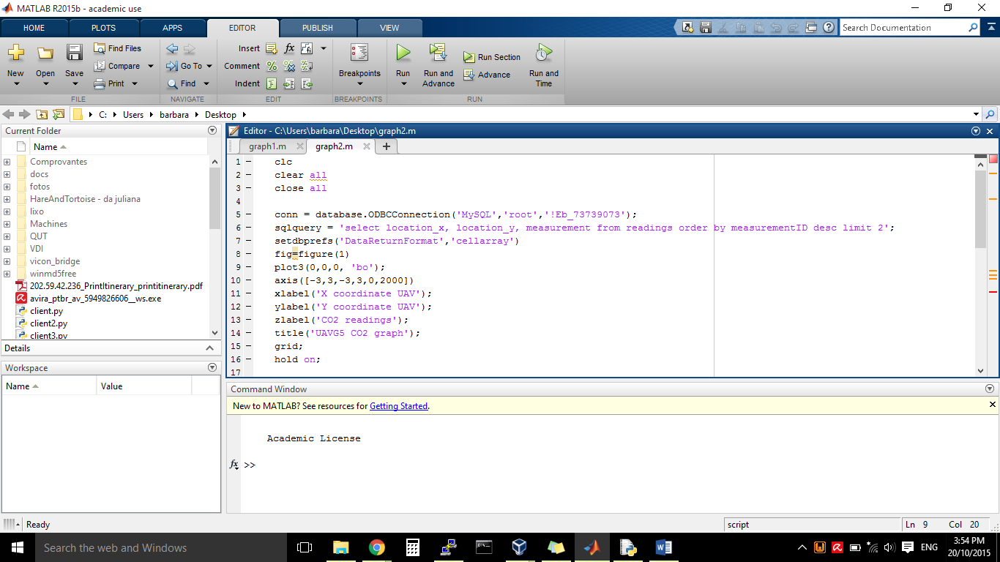 MATLAB R2015b - academic use
HOME PLOTS APPS EDITOR PUBLISH VIEW
Search Documentation
New Open Save
Find Files
Compare
Print
FILE
Go To
Find
NAVIGATE
Insert
Comment
Indent
EDIT
Breakpoints
BREAKPOINTS
Run
Run and Advance
Run Section
Advance
Run and Time
RUN
C: Users barbara Desktop
Current Folder
Name
Comprovantes
docs
fotos
HareAndTortoise - da juliana
lixo
Machines
QUT
VDI
vicon_bridge
winmd5free
202.59.42.236_PrintItinerary_printitinerary.pdf
avira_ptbr_av_5949826606__ws.exe
client.py
client2.py
client3.py
Details
Workspace
Name Value
Editor - C:\Users\barbara\Desktop\graph2.m
graph1.m graph2.m
1 clc
2 clear all
3 close all
4
5 conn = database.ODBCConnection('MySQL','root','!Eb_73739073');
6 sqlquery = 'select location_x, location_y, measurement from readings order by measurementID desc limit 2';
7 setdbprefs('DataReturnFormat','cellarray')
8 fig=figure(1)
9 plot3(0,0,0, 'bo');
10 axis([-3,3,-3,3,0,2000])
11 xlabel('X coordinate UAV');
12 ylabel('Y coordinate UAV');
13 zlabel('CO2 readings');
14 title('UAVG5 CO2 graph');
15 grid;
16 hold on;
17
Command Window
New to MATLAB? See resources for Getting Started.
Academic License
fx >>
Ready
script
Ln 9 Col 20
Search the web and Windows
ENG
3:54 PM
20/10/2015